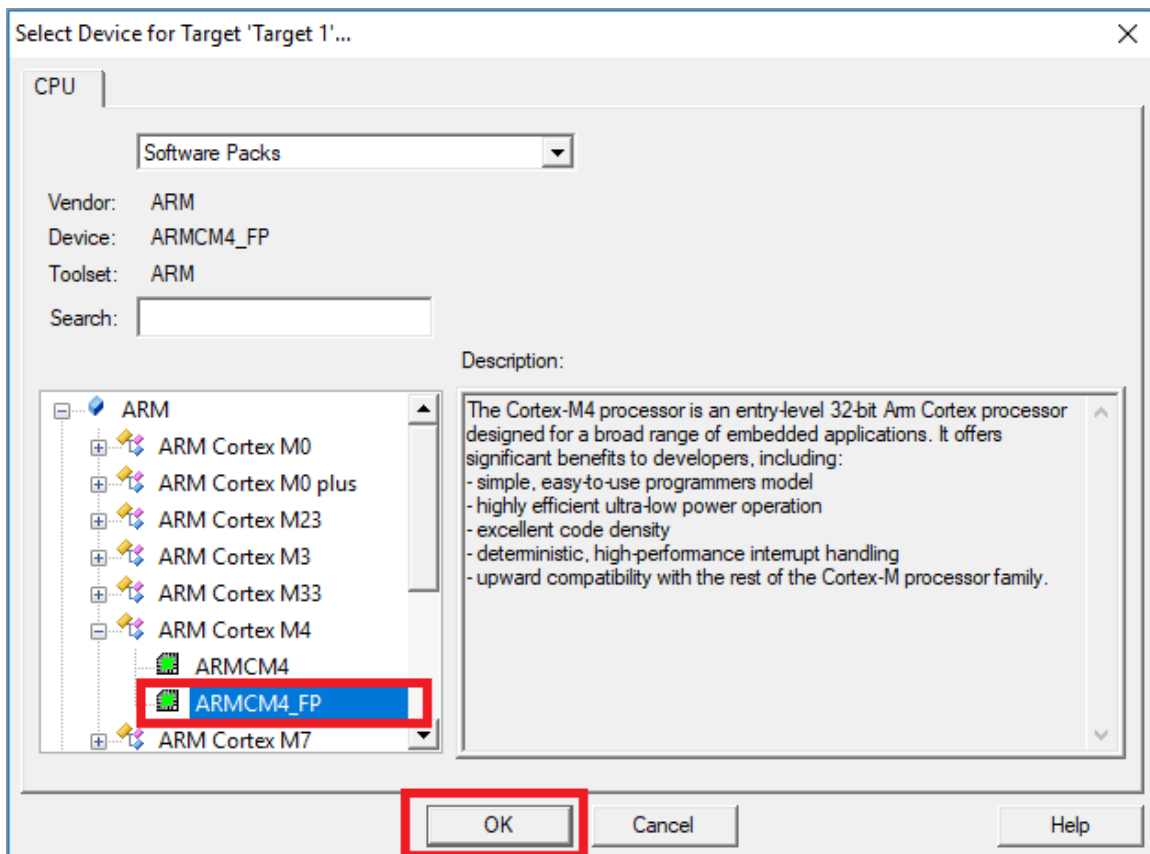 Select Device for Target 'Target 1'...
CPU
Software Packs
Vendor: ARM
Device: ARMCM4_FP
Toolset: ARM
Search:
Description:
ARM
ARM Cortex M0
ARM Cortex M0 plus
ARM Cortex M23
ARM Cortex M3
ARM Cortex M33
ARM Cortex M4
ARMCM4
ARMCM4_FP
ARM Cortex M7
The Cortex-M4 processor is an entry-level 32-bit Arm Cortex processor
designed for a broad range of embedded applications. It offers
significant benefits to developers, including:
- simple, easy-to-use programmers model
- highly efficient ultra-low power operation
- excellent code density
- deterministic, high-performance interrupt handling
- upward compatibility with the rest of the Cortex-M processor family.
OK Cancel Help